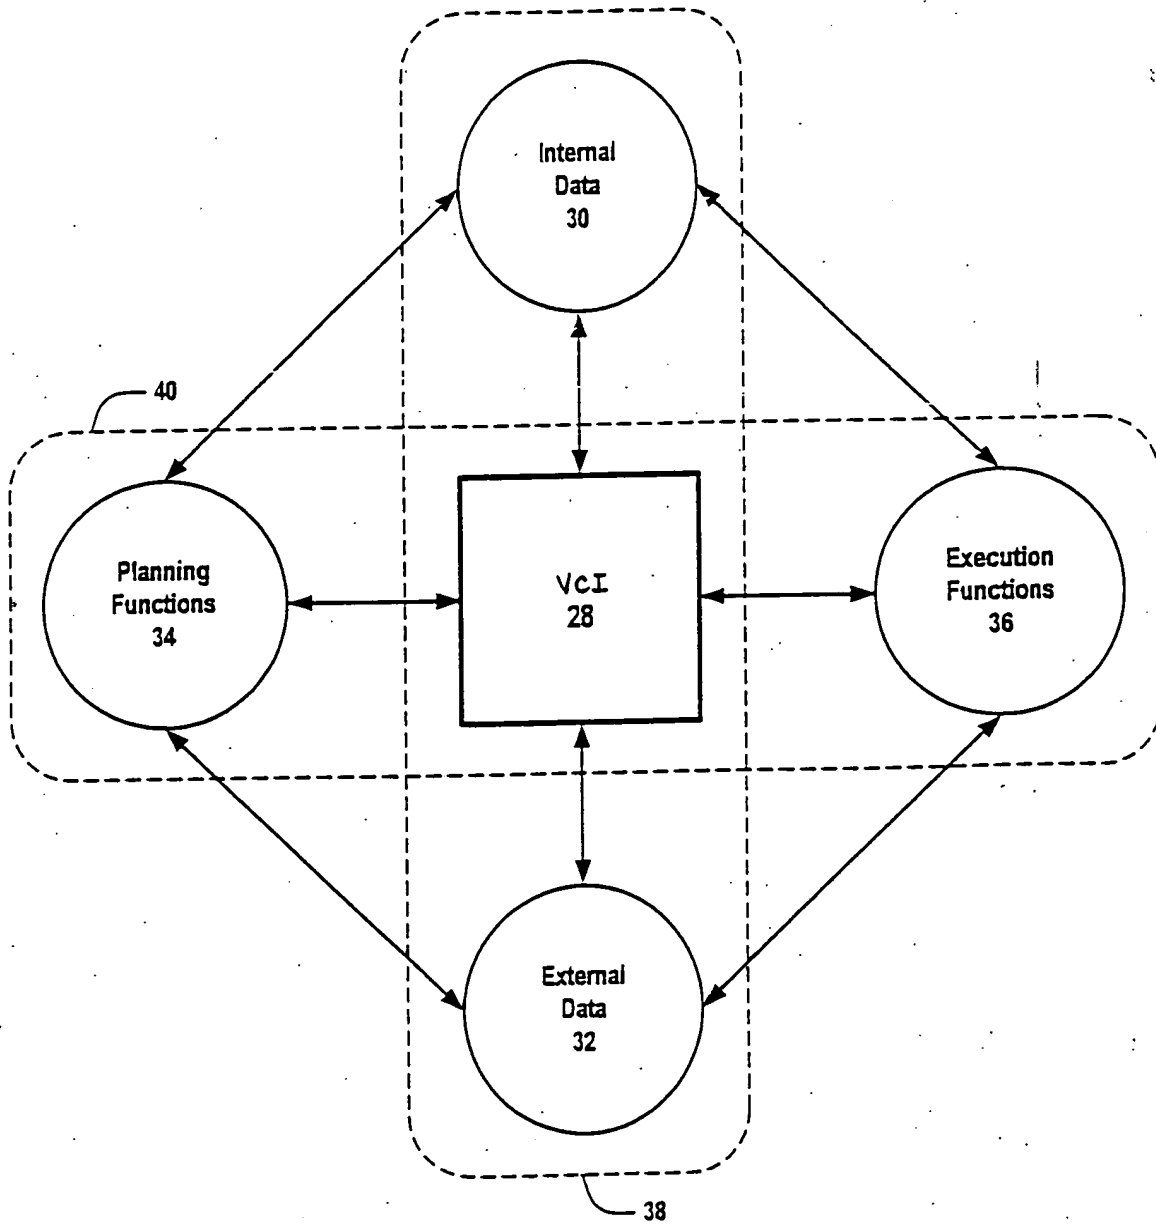 Internal
Data
30
40
Planning
Functions
34
VCI
28
Execution
Functions
36
External
Data
32
38